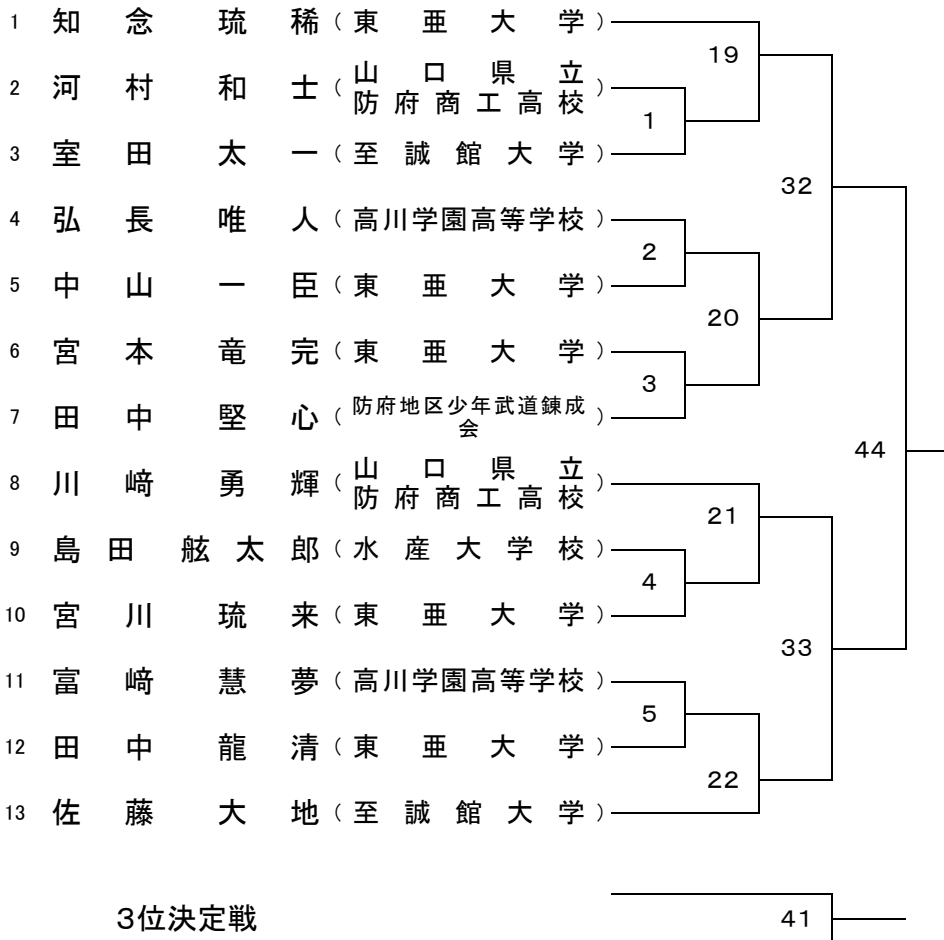 1 知念 琉稀 (東亜大学)
19
2 河村 和士 (山口県立
防府商工高校)
1
3 室田 太一 (至誠館大学)
32
4 弘長 唯人 (高川学園高等学校)
2
5 中山 一臣 (東亜大学)
20
6 宮本 竜完 (東亜大学)
3
7 田中 堅心 (防府地区少年武道錬成
会)
44
8 川﨑 勇輝 (山口県立
防府商工高校)
21
9 島田 舷太郎 (水産大学校)
4
10 宮川 琉来 (東亜大学)
33
11 富﨑 慧夢 (高川学園高等学校)
5
12 田中 龍清 (東亜大学)
22
13 佐藤 大地 (至誠館大学)
3位決定戦
41